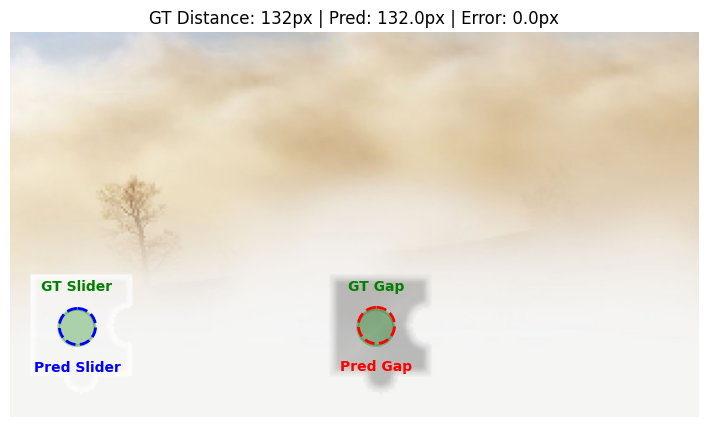 GT Distance: 132px | Pred: 132.0px | Error: 0.0px
GT Slider
GT Gap
Pred Slider
Pred Gap